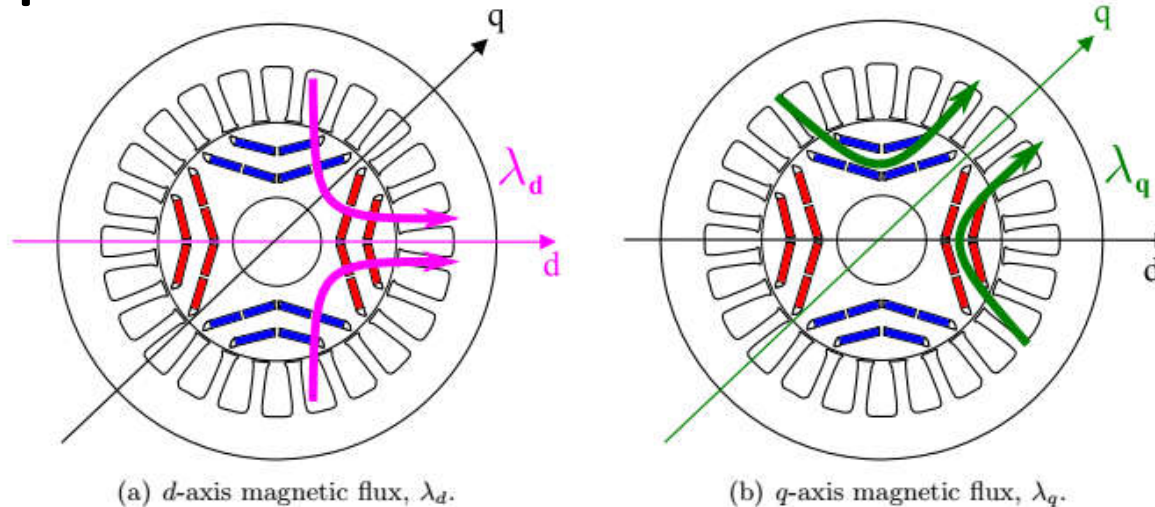 q
λd
d
(a) d-axis magnetic flux, λd.
q
λq
d
(b) q-axis magnetic flux, λq.